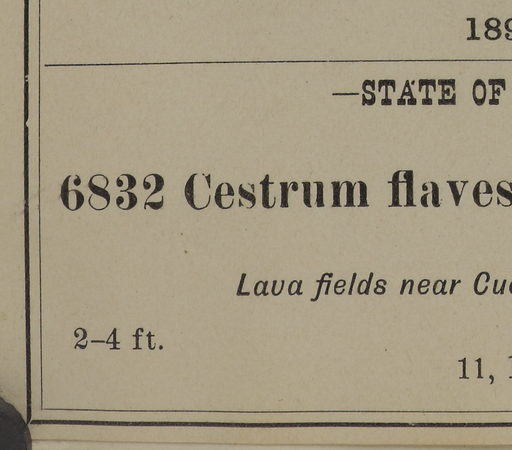 189
—STATE OF
6832 Cestrum flaves
Lava fields near Cu
2–4 ft.
11,